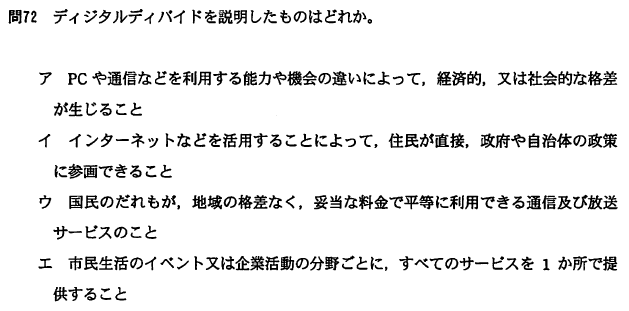 問72 ディジタルディバイドを説明したものはどれか。
ア PCや通信などを利用する能力や機会の違いによって，経済的，又は社会的な格差
が生じること
イ インターネットなどを活用することによって，住民が直接，政府や自治体の政策
に参画できること
ウ 国民のだれもが，地域の格差なく，妥当な料金で平等に利用できる通信及び放送
サービスのこと
エ 市民生活のイベント又は企業活動の分野ごとに，すべてのサービスを1か所で提
供すること